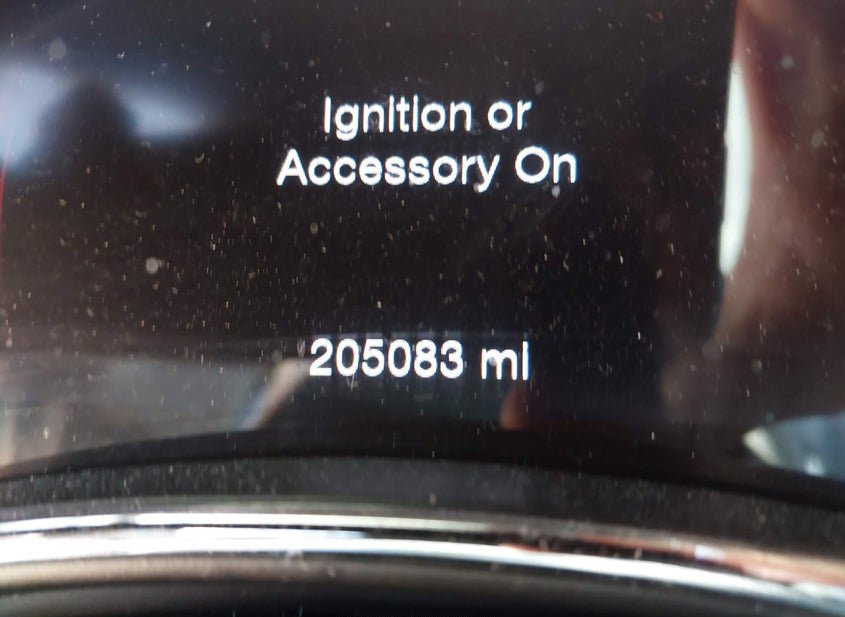 Ignition or
Accessory On
205083 mi